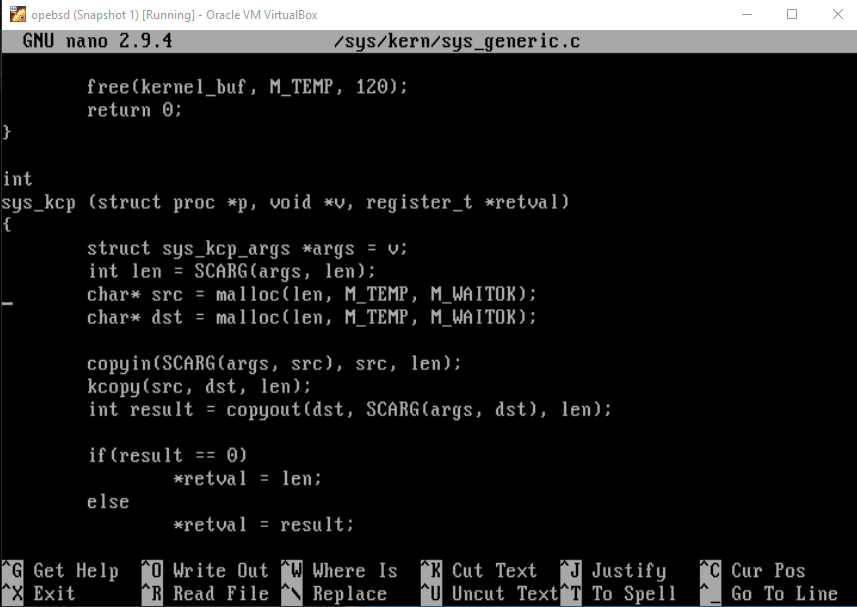 opebsd (Snapshot 1) [Running] - Oracle VM VirtualBox
GNU nano 2.9.4 /sys/kern/sys_generic.c
free(kernel_buf, M_TEMP, 120);
return 0;
}
int
sys_kcp (struct proc *p, void *v, register_t *retval)
{
struct sys_kcp_args *args = v;
int len = SCARG(args, len);
char* src = malloc(len, M_TEMP, M_WAITOK);
char* dst = malloc(len, M_TEMP, M_WAITOK);
copyin(SCARG(args, src), src, len);
kcopy(src, dst, len);
int result = copyout(dst, SCARG(args, dst), len);
if(result == 0)
*retval = len;
else
*retval = result;
^G Get Help ^O Write Out ^W Where Is ^K Cut Text ^J Justify ^C Cur Pos
^X Exit ^R Read File ^\ Replace ^U Uncut Text ^T To Spell ^_ Go To Line